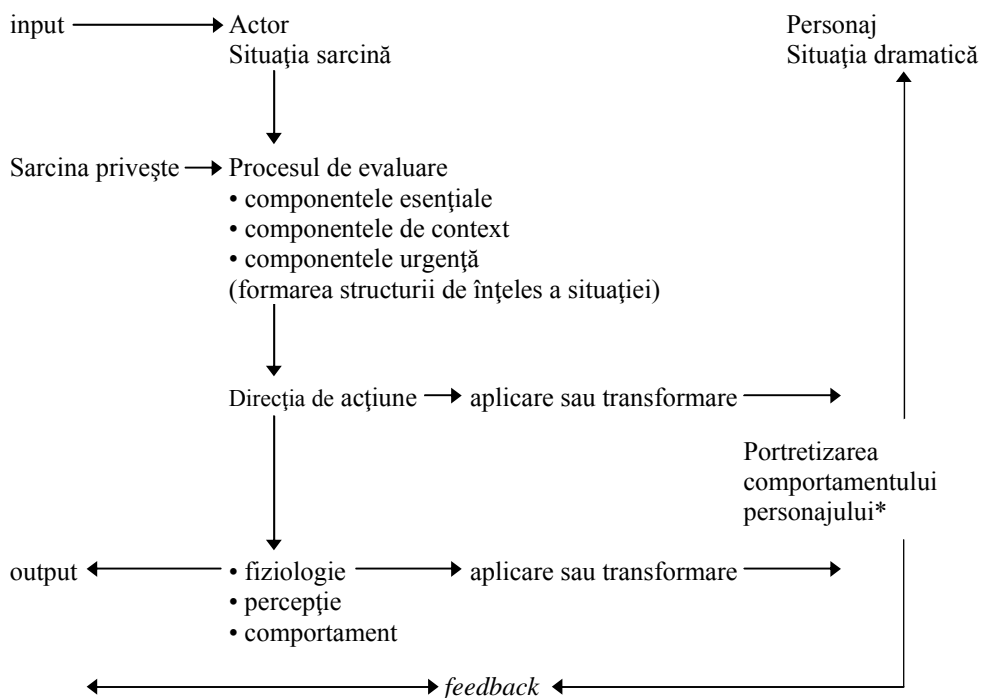 input Actor Personaj
Situaţia sarcină Situaţia dramatică
Sarcina priveşte Procesul de evaluare
• componentele esenţiale
• componentele de context
• componentele urgenţă
(formarea structurii de înţeles a situaţiei)
Direcţia de acţiune aplicare sau transformare
Portretizarea
comportamentului
personajului*
output • fiziologie aplicare sau transformare
• percepţie
• comportament
feedback